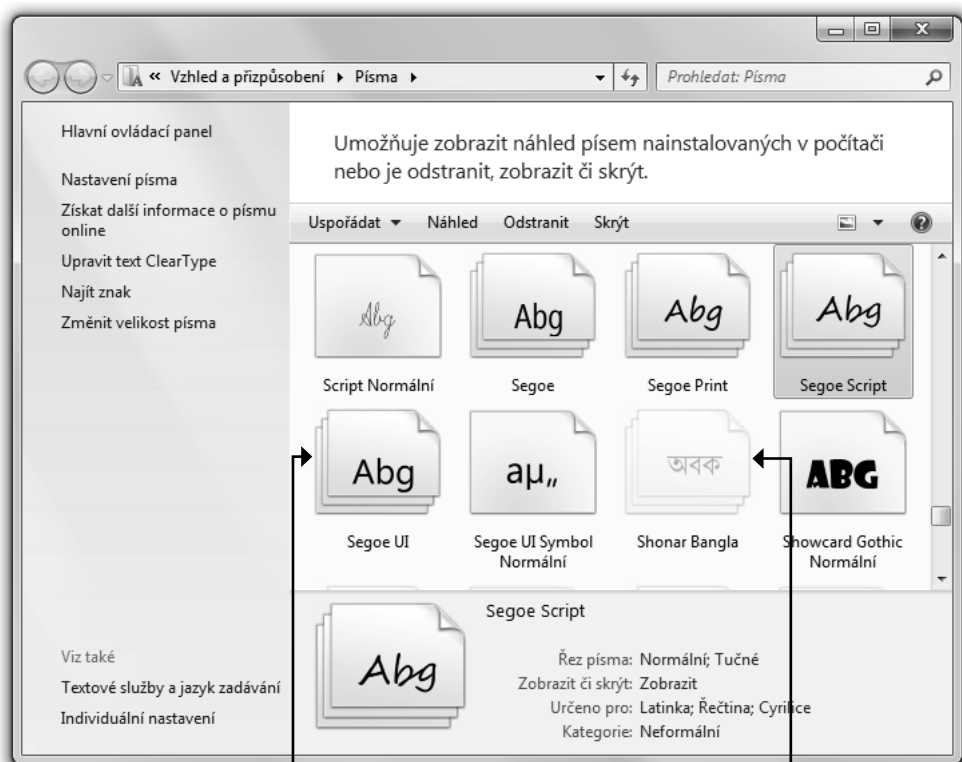 « Vzhled a přizpůsobení ▸ Písma ▸
Prohledat: Písma
Hlavní ovládací panel
Nastavení písma
Získat další informace o písmu
online
Upravit text ClearType
Najít znak
Změnit velikost písma
Viz také
Textové služby a jazyk zadávání
Individuální nastavení
Umožňuje zobrazit náhled písem nainstalovaných v počítači
nebo je odstranit, zobrazit či skrýt.
Uspořádat Náhled Odstranit Skrýt
Abg Abg Abg Abg
Script Normální Segoe Segoe Print Segoe Script
Abg aµ„ অবক ABG
Segoe UI Segoe UI Symbol Normální Shonar Bangla Showcard Gothic Normální
Abg
Segoe Script
Řez písma: Normální; Tučné
Zobrazit či skrýt: Zobrazit
Určeno pro: Latinka; Řečtina; Cyrilice
Kategorie: Neformální